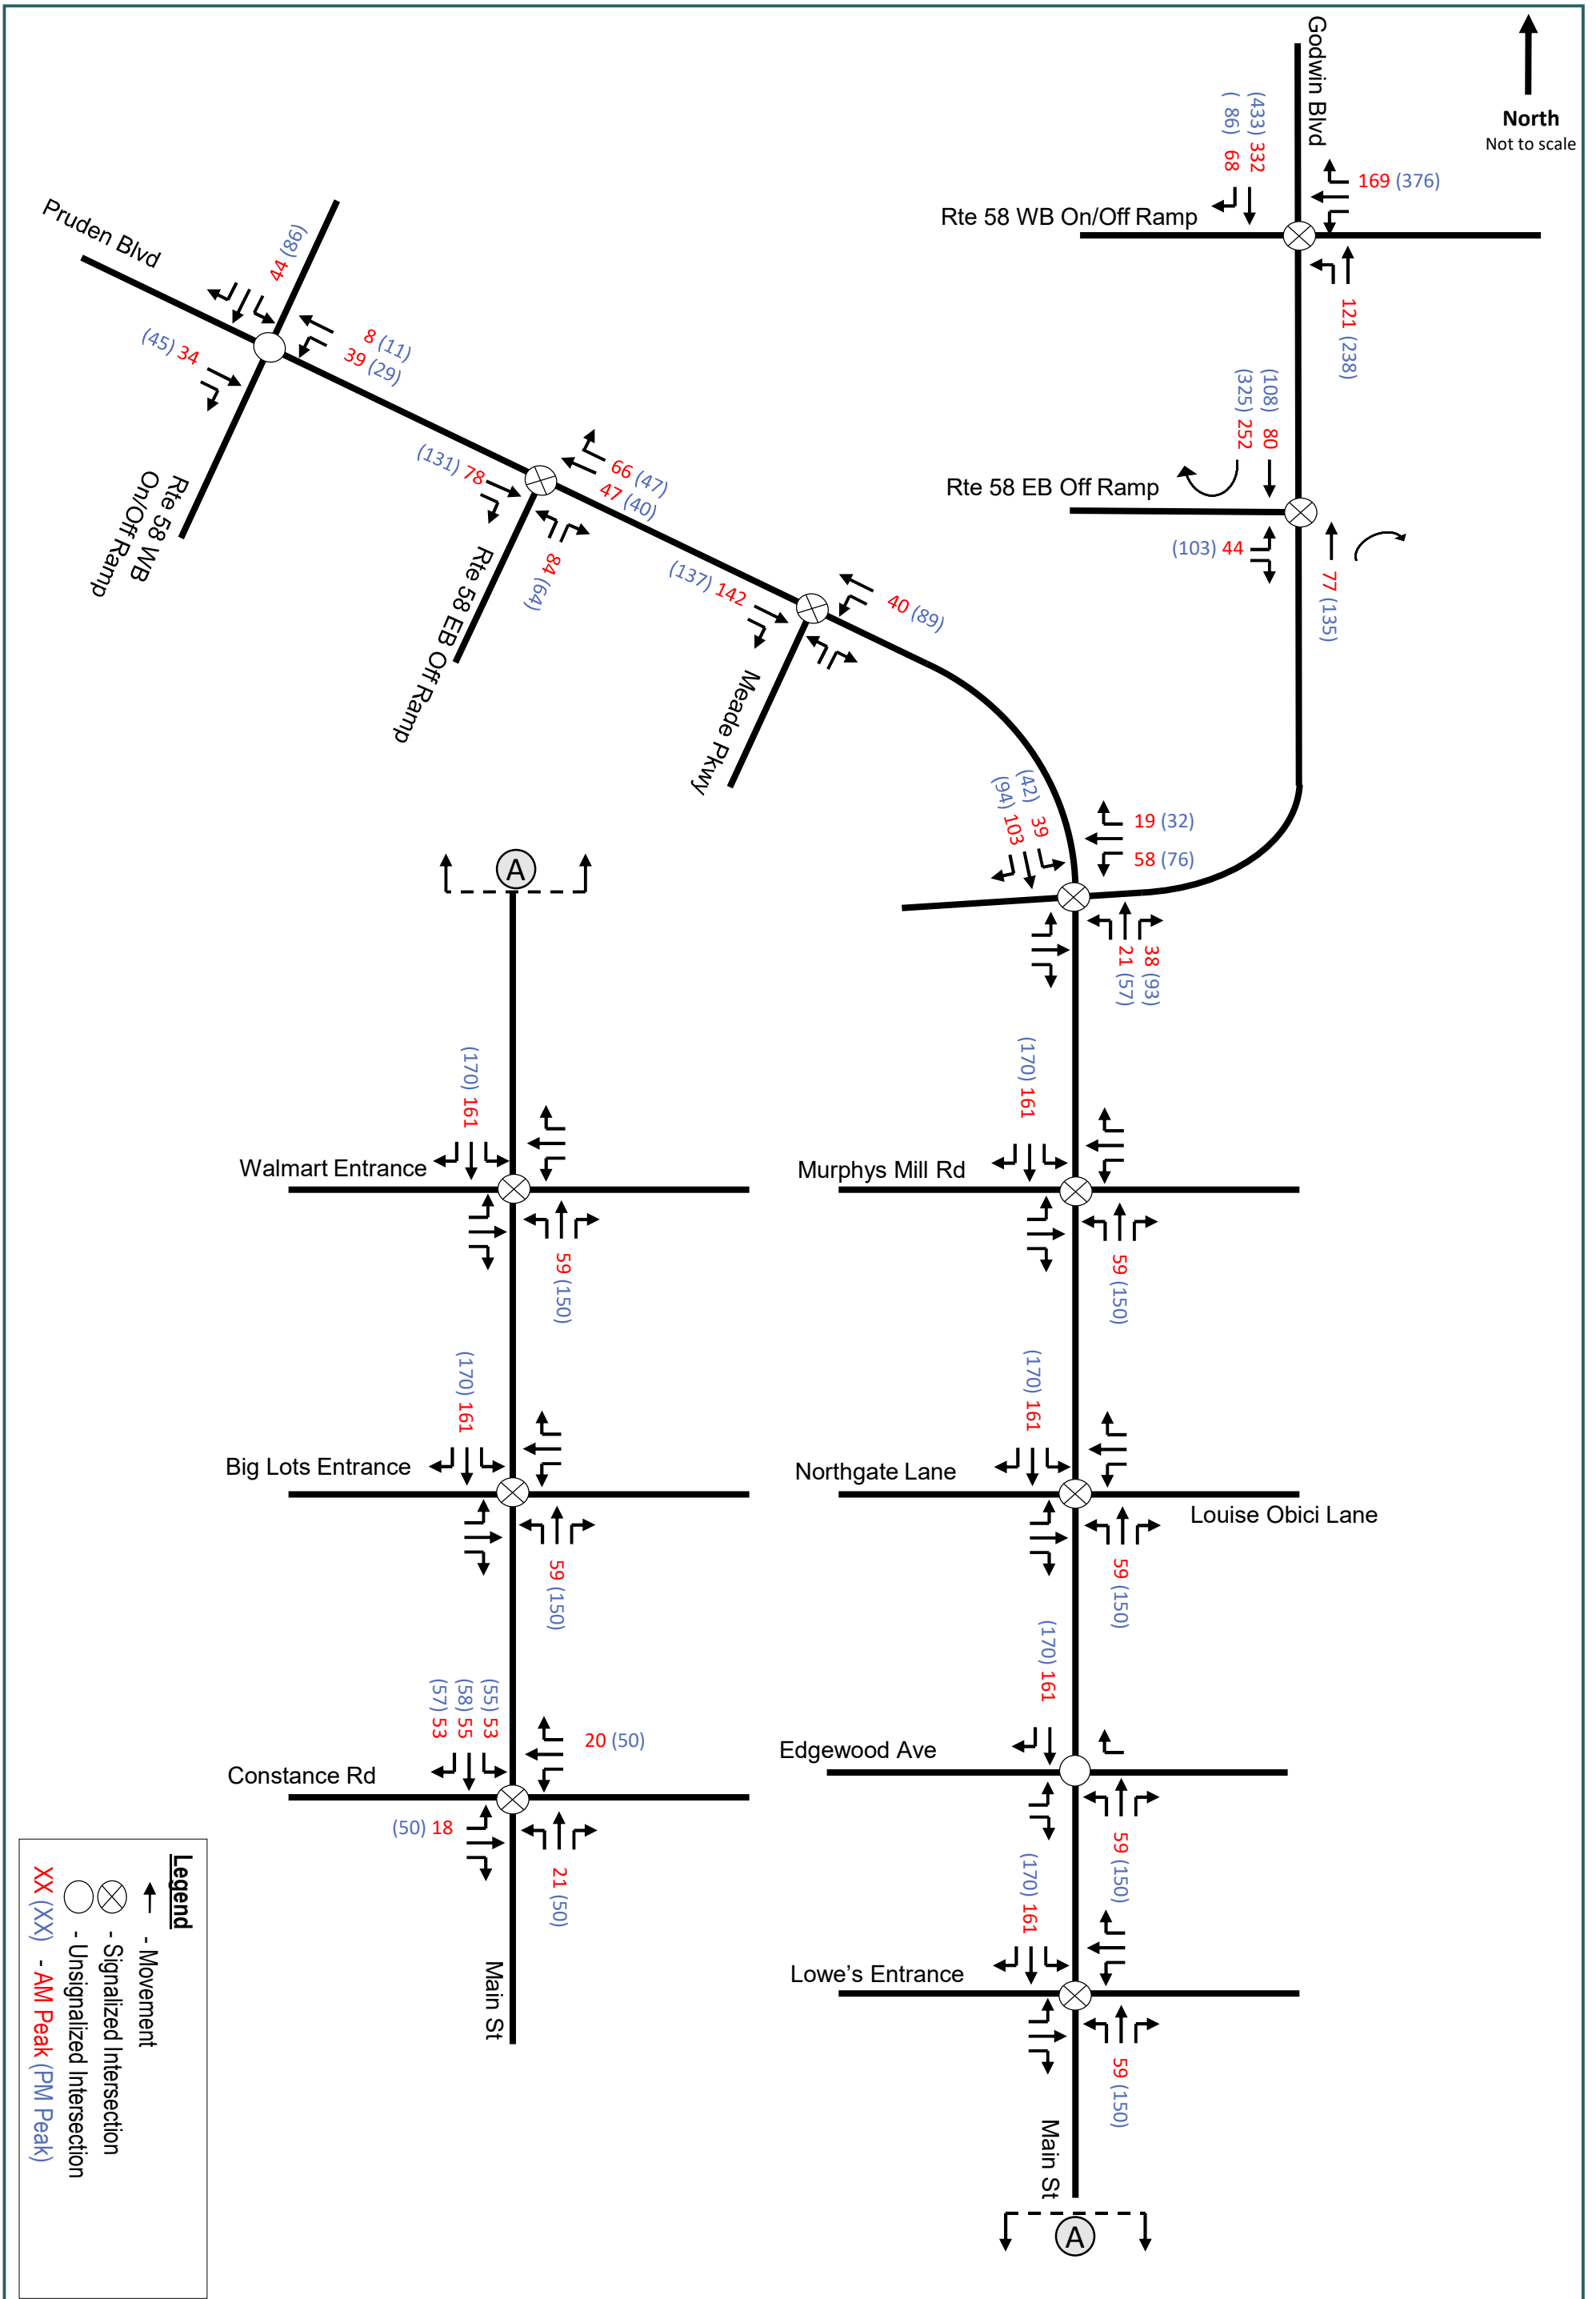 North
Not to scale
Godwin Blvd
(433) 332
( 86) 68
169 (376)
Rte 58 WB On/Off Ramp
121 (238)
(108) 80
(325) 252
Rte 58 EB Off Ramp
(103) 44
77 (135)
Pruden Blvd
44 (86)
(45) 34
8 (11)
39 (29)
Rte 58 WB
On/Off Ramp
(131) 78
66 (47)
47 (40)
84 (64)
Rte 58 EB Off Ramp
(137) 142
40 (89)
Meade Pkwy
(42) 39
(94) 103
19 (32)
58 (76)
38 (93)
21 (57)
A
(170) 161
Walmart Entrance
59 (150)
(170) 161
Big Lots Entrance
59 (150)
(55) 53
(58) 55
(57) 53
20 (50)
Constance Rd
(50) 18
21 (50)
Main St
(170) 161
Murphys Mill Rd
59 (150)
(170) 161
Northgate Lane
Louise Obici Lane
59 (150)
(170) 161
Edgewood Ave
59 (150)
(170) 161
Lowe's Entrance
59 (150)
Main St
A
Legend
- Movement
- Signalized Intersection
- Unsignalized Intersection
XX (XX) - AM Peak (PM Peak)